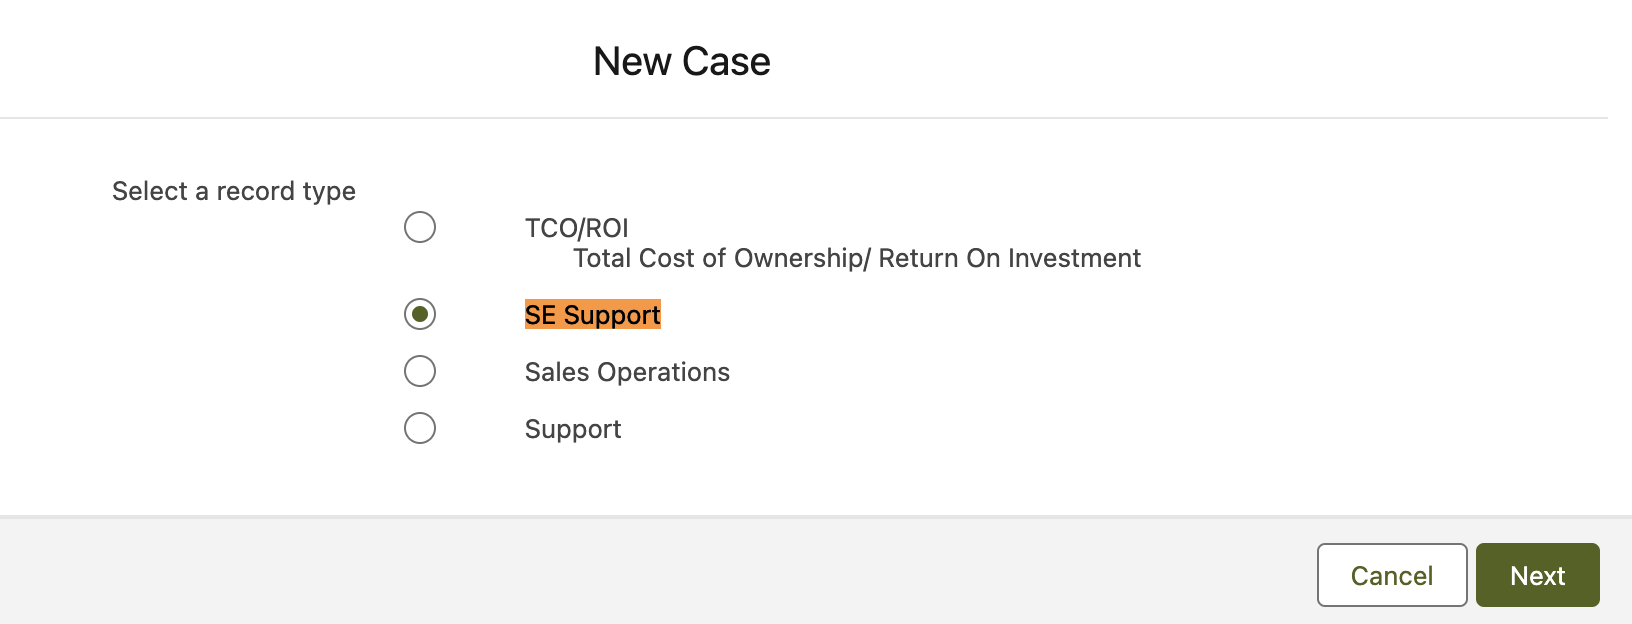 New Case
Select a record type
TCO/ROI
Total Cost of Ownership/ Return On Investment
SE Support
Sales Operations
Support
Cancel
Next